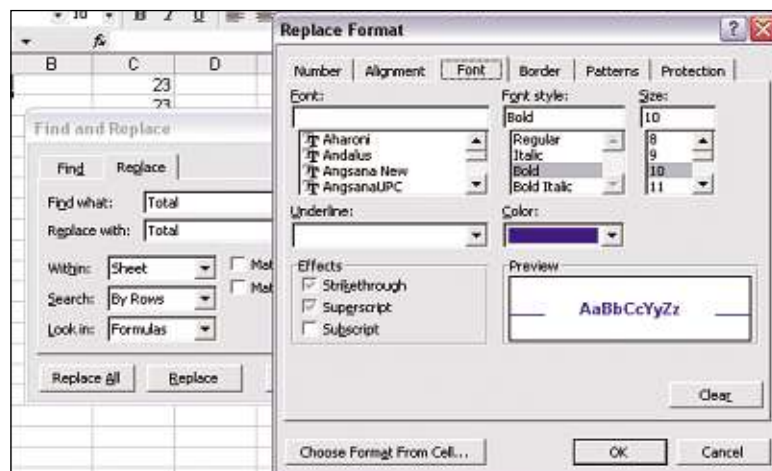 10 B I U
fx
B C D
23
23
Find and Replace
Find Replace
Find what: Total
Replace with: Total
Within: Sheet
Search: By Rows
Look in: Formulas
Mat
Mat
Replace All Replace
Replace Format
Number Alignment Font Border Patterns Protection
Font: Font style: Size:
Bold 10
Aharoni Regular 8
Andalus Italic 9
Angsana New Bold 10
AngsanaUPC Bold Italic 11
Underline: Color:
Effects Preview
Strikethrough
Superscript
Subscript
AaBbCcYyZz
Clear
Choose Format From Cell... OK Cancel